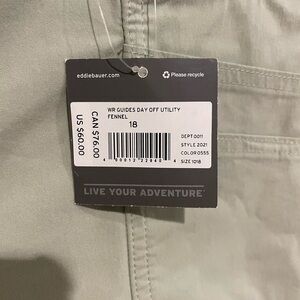 eddiebauer.com
Please recycle
WR GUIDES DAY OFF UTILITY
FENNEL
18
CAN $76.00
US $60.00
DEPT 0011
STYLE 2021
COLOR 0555
SIZE 1018
LIVE YOUR ADVENTURE